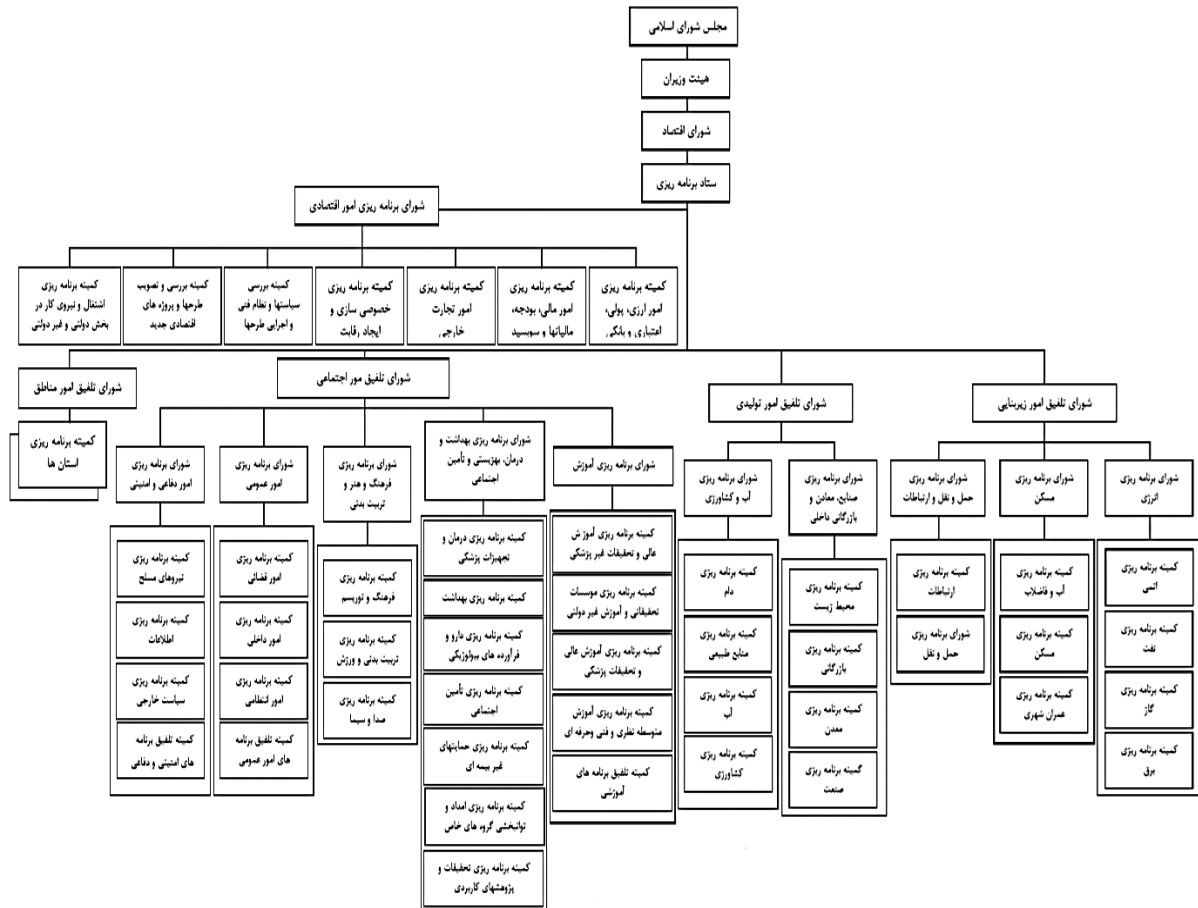 مجلس شورای اسلامی
هیئت وزیران
شورای اقتصاد
ستاد برنامه ریزی
شورای برنامه ریزی امور اقتصادی
کمیته برنامه ریزی
امور ارزی، پولی،
اعتباری و بانکی
کمیته برنامه ریزی
امور مالی، بودجه،
مالیاتها و سوبسید
کمیته برنامه ریزی
امور تجارت
خارجی
کمیته برنامه ریزی
خصوصی سازی و
ایجاد رقابت
کمیته بررسی
سیاستها و نظام فنی
و اجرایی طرحها
کمیته بررسی و تصویب
طرحها و پروژه های
اقتصادی جدید
کمیته برنامه ریزی
اشتغال و نیروی کار در
بخش دولتی و غیر دولتی
شورای تلفیق امور زیربنایی
شورای تلفیق امور تولیدی
شورای تلفیق مور اجتماعی
شورای تلفیق امور مناطق
شورای برنامه ریزی
انرژی
کمیته برنامه ریزی
اتمی
کمیته برنامه ریزی
نفت
کمیته برنامه ریزی
گاز
کمیته برنامه ریزی
برق
شورای برنامه ریزی
مسکن
کمیته برنامه ریزی
آب و فاضلاب
کمیته برنامه ریزی
مسکن
کمیته برنامه ریزی
عمران شهری
شورای برنامه ریزی
حمل و نقل و ارتباطات
کمیته برنامه ریزی
ارتباطات
شورای برنامه ریزی
حمل و نقل
شورای برنامه ریزی
صنایع، معادن و
بازرگانی داخلی
کمیته برنامه ریزی
محیط زیست
کمیته برنامه ریزی
بازرگانی
کمیته برنامه ریزی
معدن
کمیته برنامه ریزی
صنعت
شورای برنامه ریزی
آب و کشاورزی
کمیته برنامه ریزی
دام
کمیته برنامه ریزی
منابع طبیعی
کمیته برنامه ریزی
آب
کمیته برنامه ریزی
کشاورزی
شورای برنامه ریزی آموزش
کمیته برنامه ریزی آموز ش
عالی و تحقیقات غیر پزشکی
کمیته برنامه ریزی موسسات
تحقیقاتی و آموزش غیر دولتی
کمیته برنامه ریزی آموزش عالی
و تحقیقات پزشکی
کمیته برنامه ریزی آموزش
متوسطه نظری و فنی وحرفه ای
کمیته تلفیق برنامه های
آموزشی
شورای برنامه ریزی بهداشت و
درمان، بهزیستی و تأمین
اجتماعی
کمیته برنامه ریزی درمان و
تجهیزات پزشکی
کمیته برنامه ریزی بهداشت
کمیته برنامه ریزی دارو و
فرآورده های بیولوژیکی
کمیته برنامه ریزی تأمین
اجتماعی
کمیته برنامه ریزی حمایتهای
غیر بیمه ای
کمیته برنامه ریزی امداد و
توانبخشی گروه های خاص
کمیته برنامه ریزی تحقیقات و
پژوهشهای کاربردی
شورای برنامه ریزی
فرهنگ و هنر و
تربیت بدنی
کمیته برنامه ریزی
فرهنگ و توریسم
کمیته برنامه ریزی
تربیت بدنی و ورزش
کمیته برنامه ریزی
صدا و سیما
شورای برنامه ریزی
امور عمومی
کمیته برنامه ریزی
امور قضائی
کمیته برنامه ریزی
امور داخلی
کمیته برنامه ریزی
امور انتظامی
کمیته تلفیق برنامه
های امور عمومی
شورای برنامه ریزی
امور دفاعی و امنیتی
کمیته برنامه ریزی
نیروهای مسلح
کمیته برنامه ریزی
اطلاعات
کمیته برنامه ریزی
سیاست خارجی
کمیته تلفیق برنامه
های امنیتی و دفاعی
کمیته برنامه ریزی
استان ها